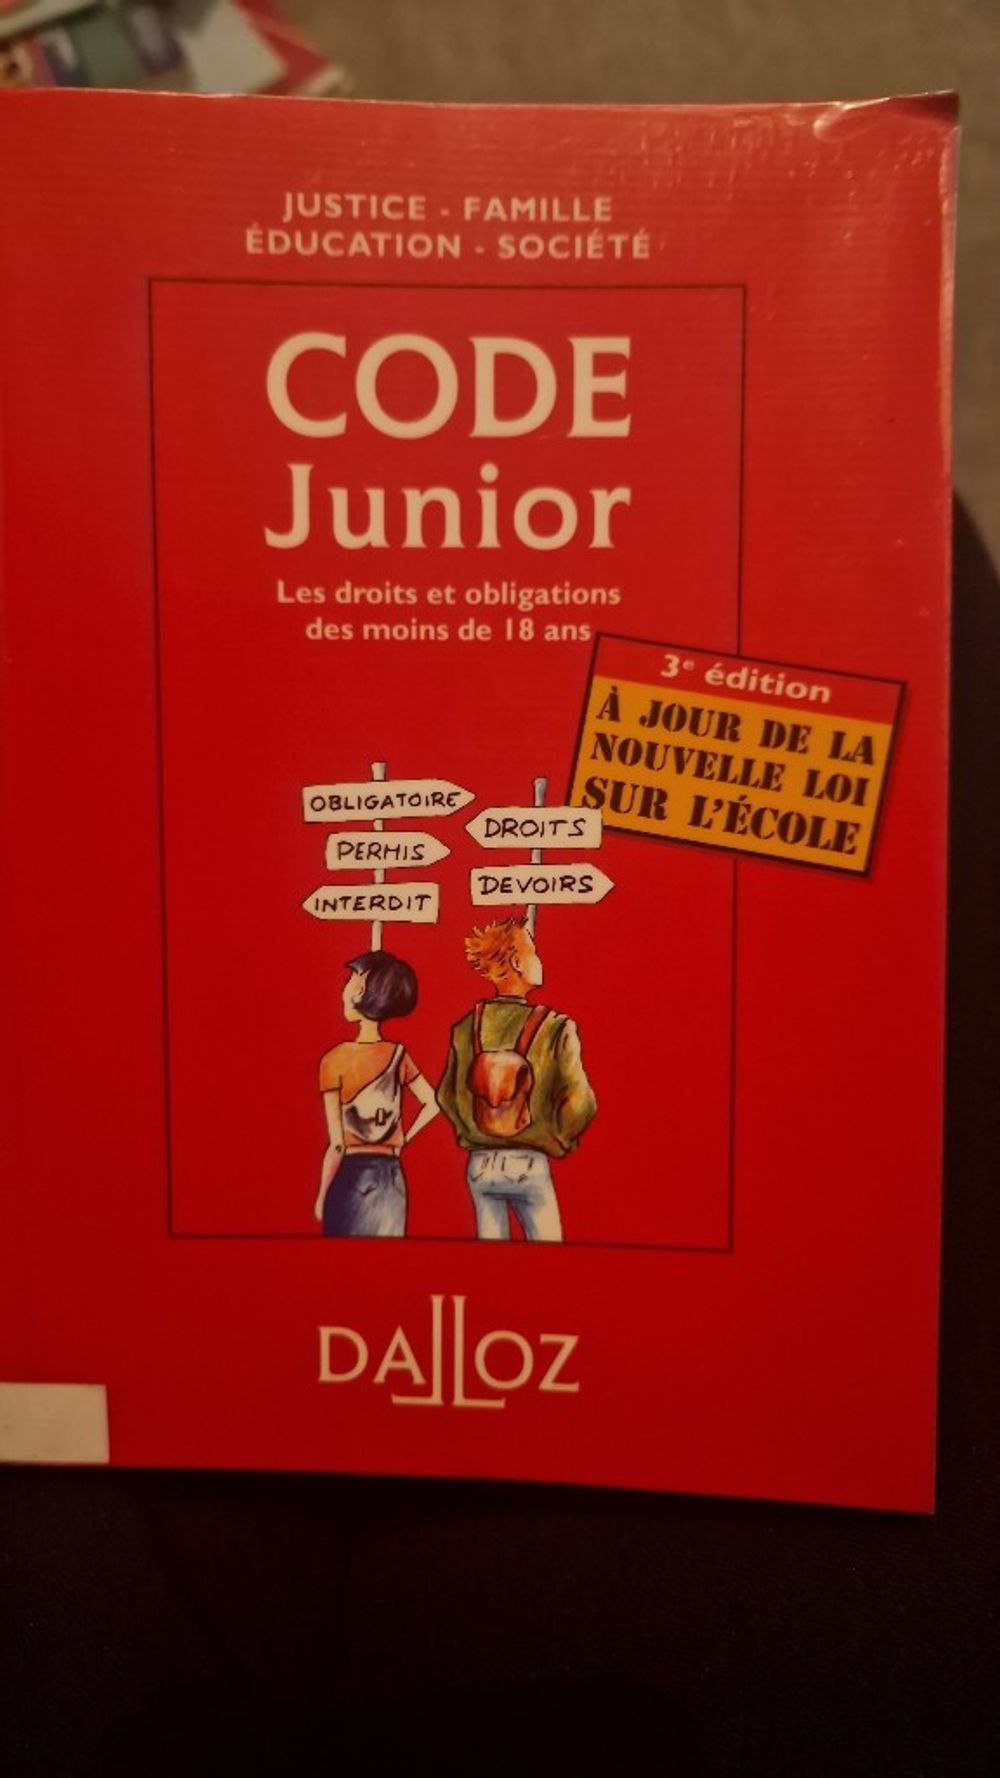 JUSTICE - FAMILLE
ÉDUCATION - SOCIÉTÉ
CODE
Junior
Les droits et obligations
des moins de 18 ans
3e édition
À JOUR DE LA
NOUVELLE LOI
SUR L'ÉCOLE
OBLIGATOIRE
PERMIS
INTERDIT
DROITS
DEVOIRS
DALLOZ